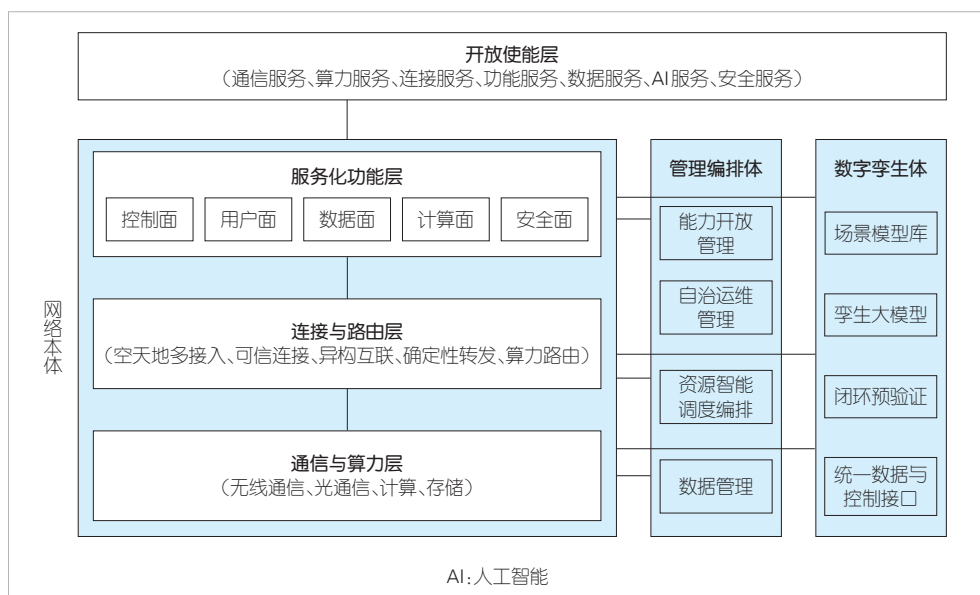 开放使能层
（通信服务、算力服务、连接服务、功能服务、数据服务、AI服务、安全服务）
服务化功能层
控制面
用户面
数据面
计算面
安全面
网络本体
连接与路由层
（空天地多接入、可信连接、异构互联、确定性转发、算力路由）
通信与算力层
（无线通信、光通信、计算、存储）
管理编排体
能力开放
管理
自治运维
管理
资源智能
调度编排
数据管理
数字孪生体
场景模型库
孪生大模型
闭环预验证
统一数据与
控制接口
AI：人工智能